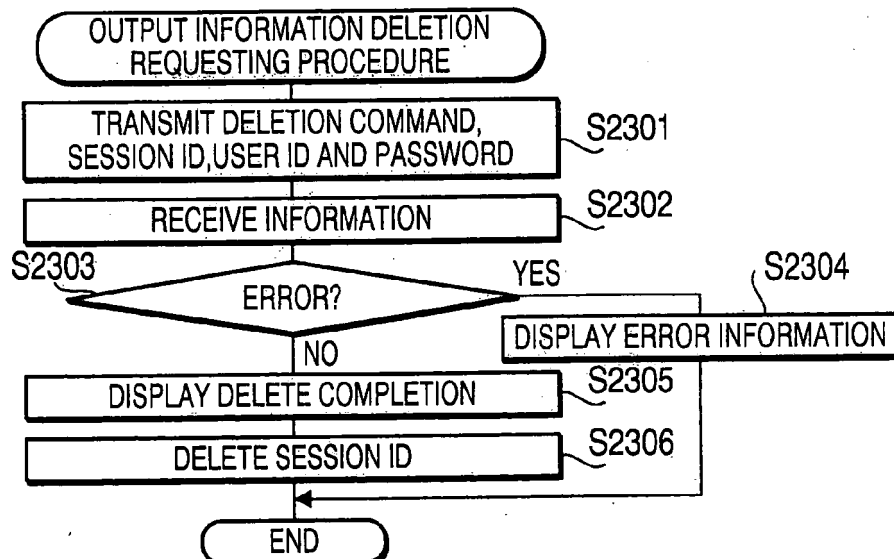 OUTPUT INFORMATION DELETION
REQUESTING PROCEDURE
TRANSMIT DELETION COMMAND,
SESSION ID,USER ID AND PASSWORD
S2301
RECEIVE INFORMATION
S2302
S2303
ERROR?
YES
S2304
DISPLAY ERROR INFORMATION
NO
DISPLAY DELETE COMPLETION
S2305
DELETE SESSION ID
S2306
END